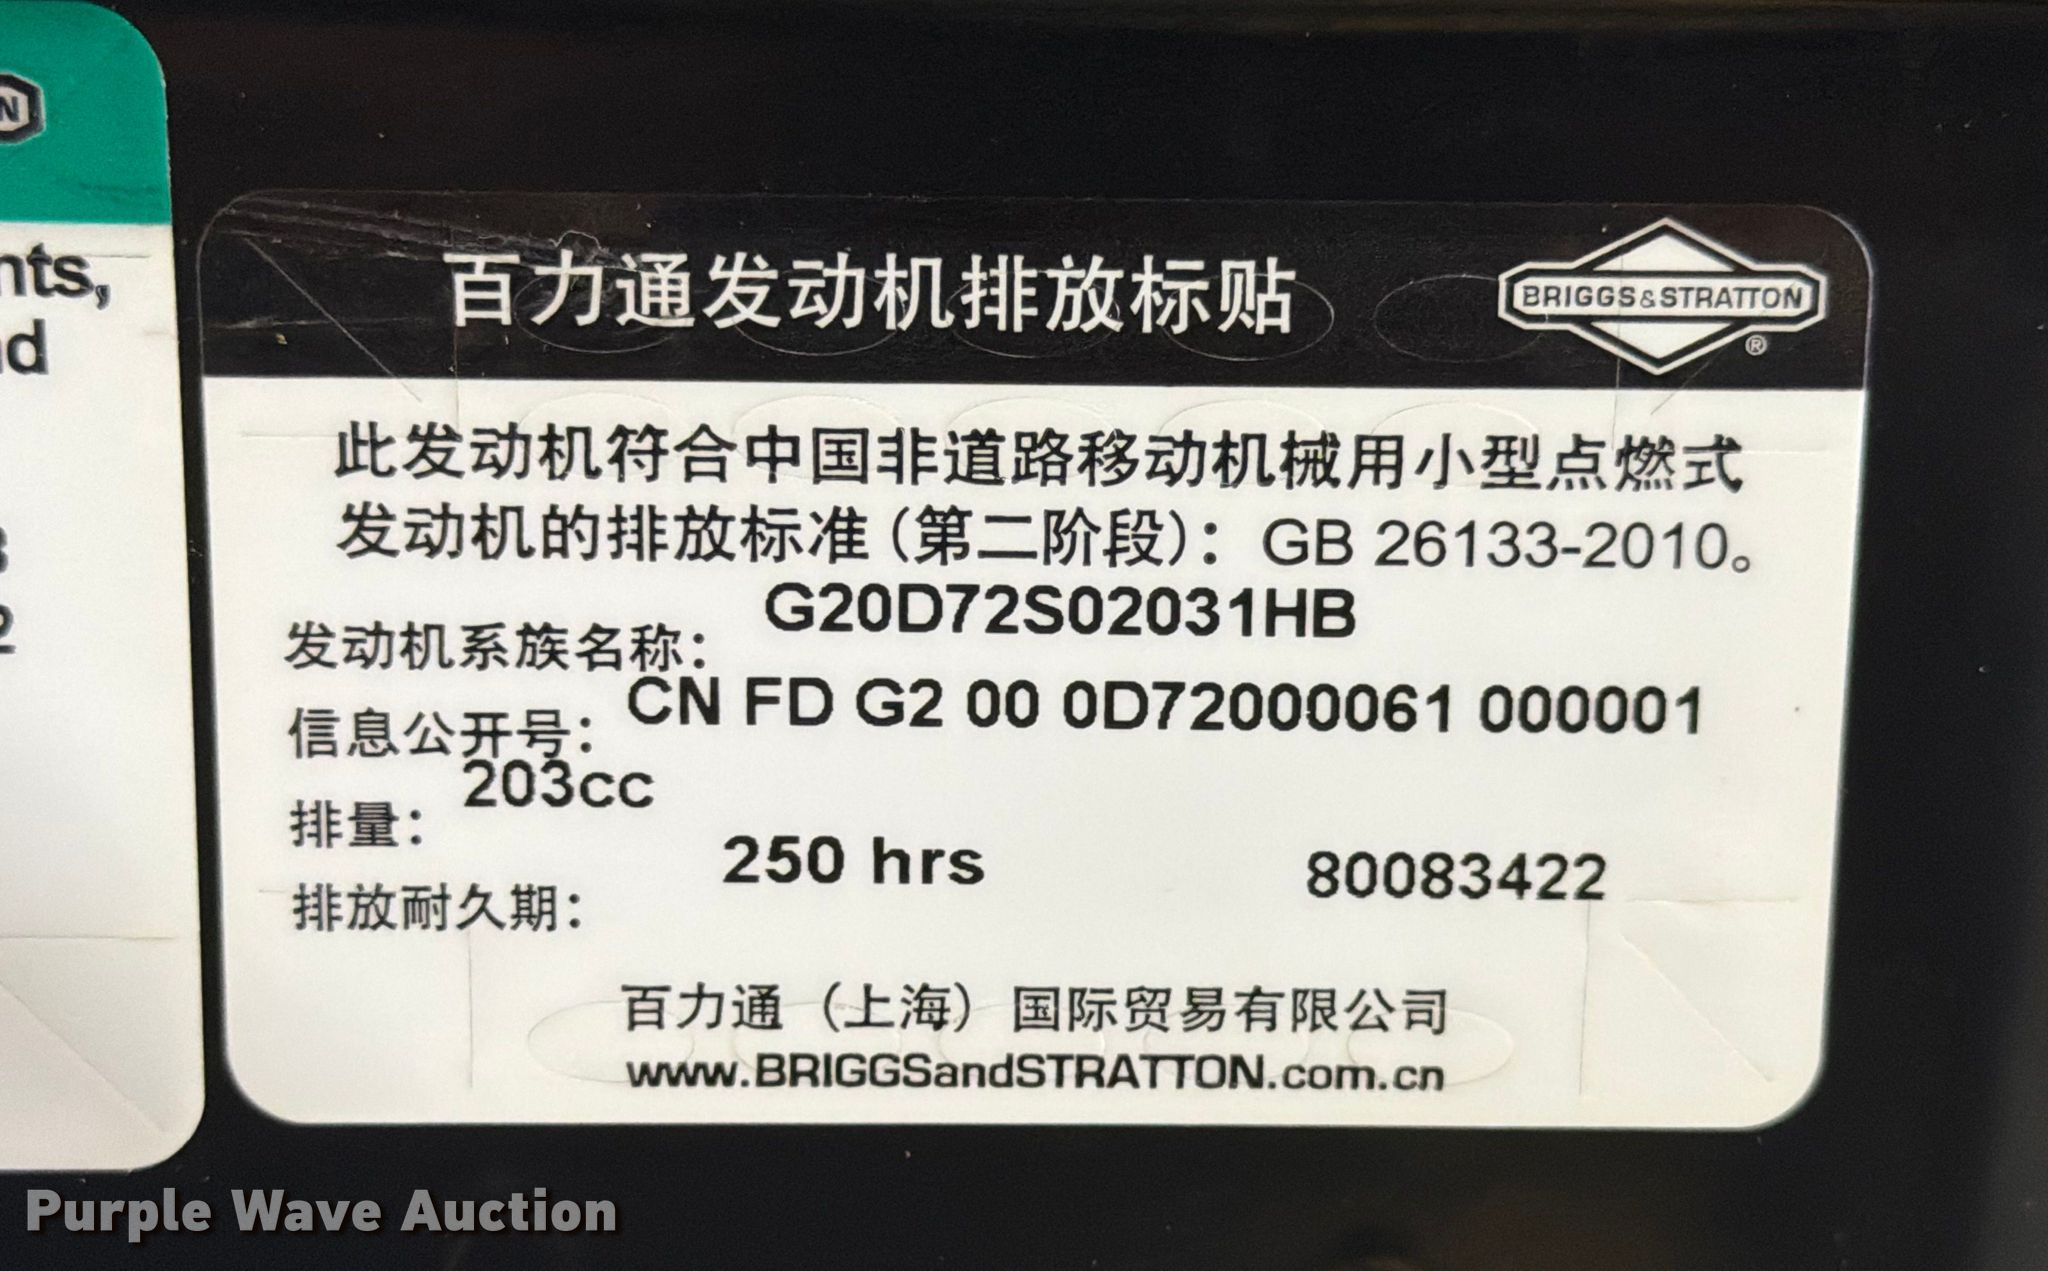 N
nts,
d
2
百力通发动机排放标贴
BRIGGS&STRATTON
®
此发动机符合中国非道路移动机械用小型点燃式
发动机的排放标准(第二阶段)：GB 26133-2010。
发动机系族名称： G20D72S02031HB
信息公开号： CN FD G2 00 0D72000061 000001
排量： 203cc
排放耐久期： 250 hrs 80083422
百力通（上海）国际贸易有限公司
www.BRIGGSandSTRATTON.com.cn
Purple Wave Auction